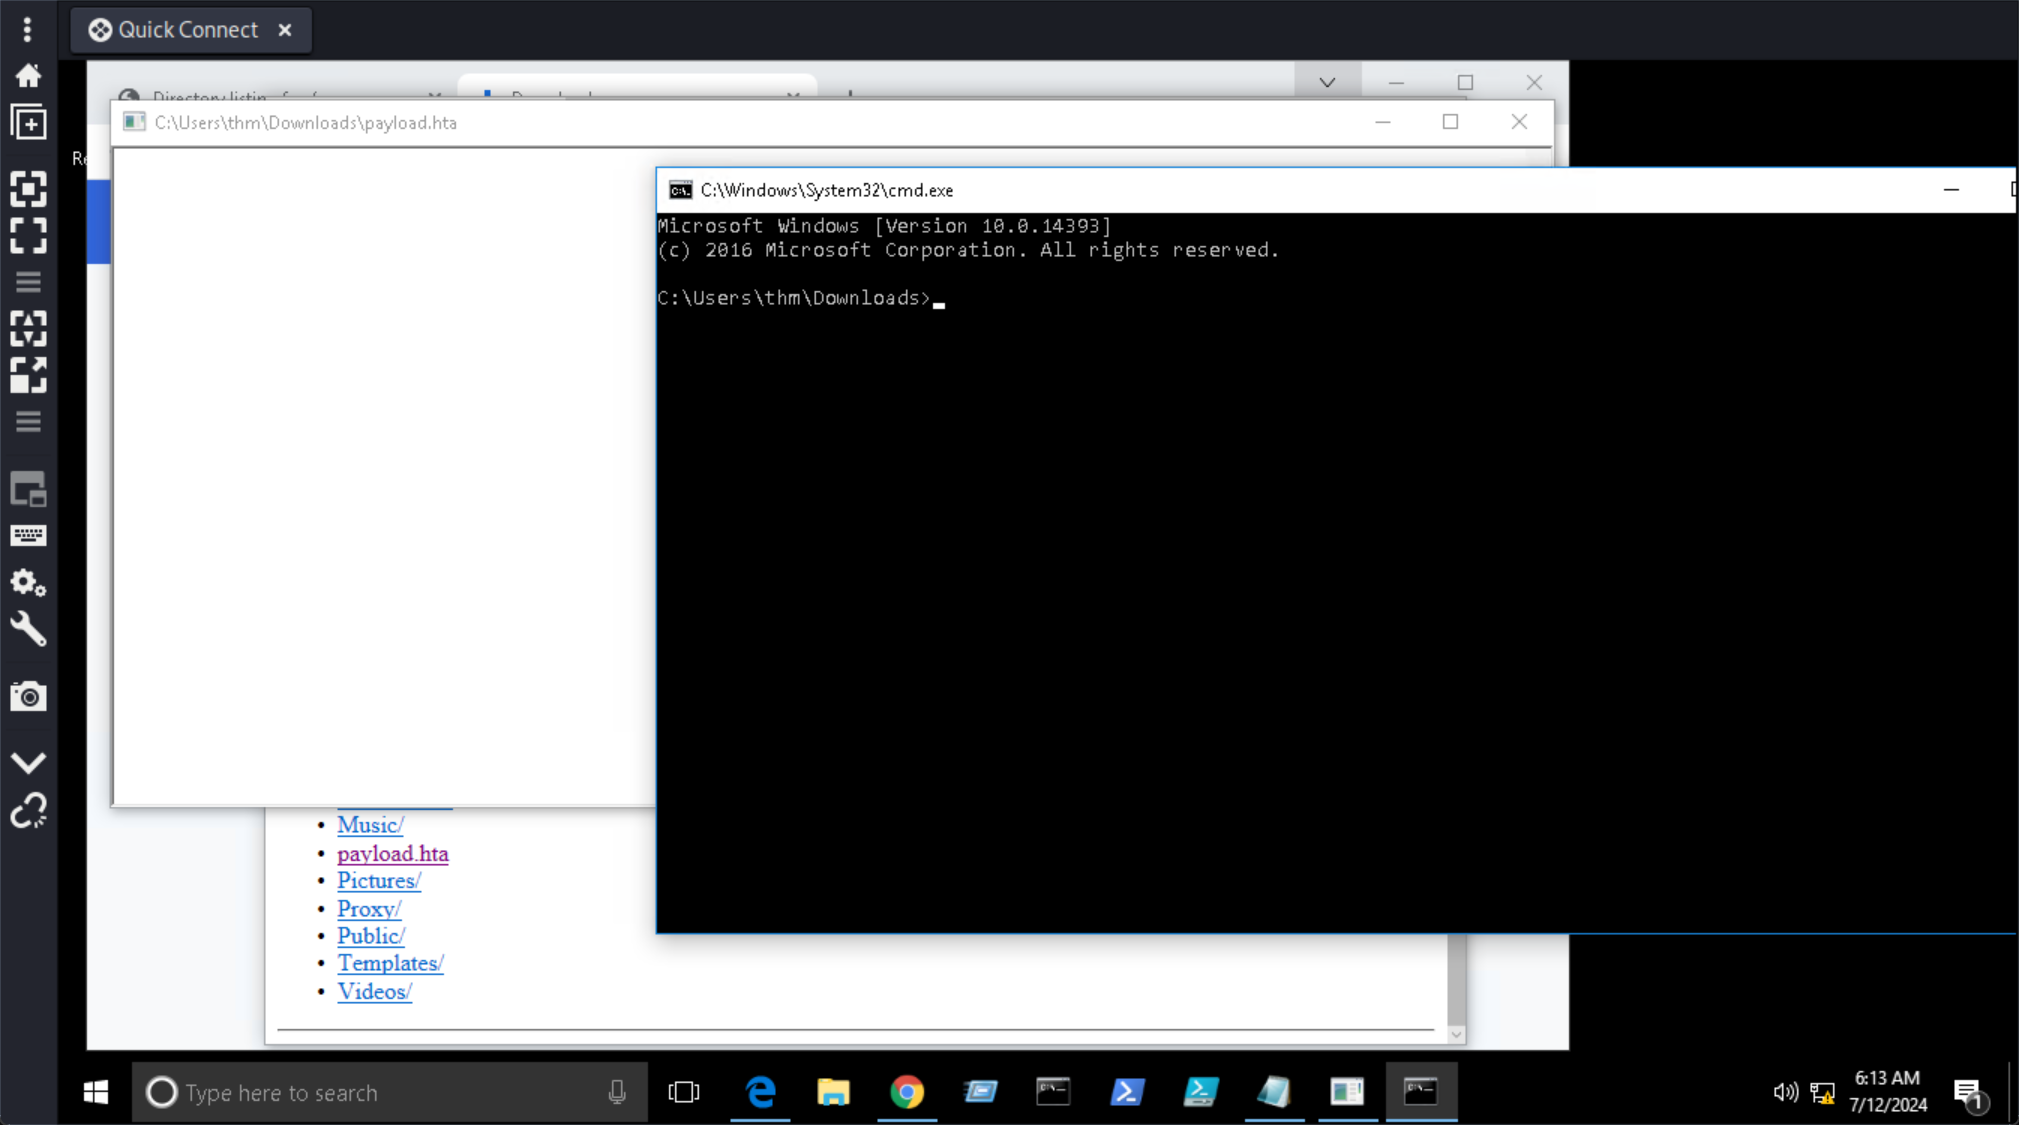 Quick Connect
C:\Users\thm\Downloads\payload.hta
C:\Windows\System32\cmd.exe
Microsoft Windows [Version 10.0.14393]
(c) 2016 Microsoft Corporation. All rights reserved.
C:\Users\thm\Downloads>
Music/
payload.hta
Pictures/
Proxy/
Public/
Templates/
Videos/
Type here to search
6:13 AM
7/12/2024
1